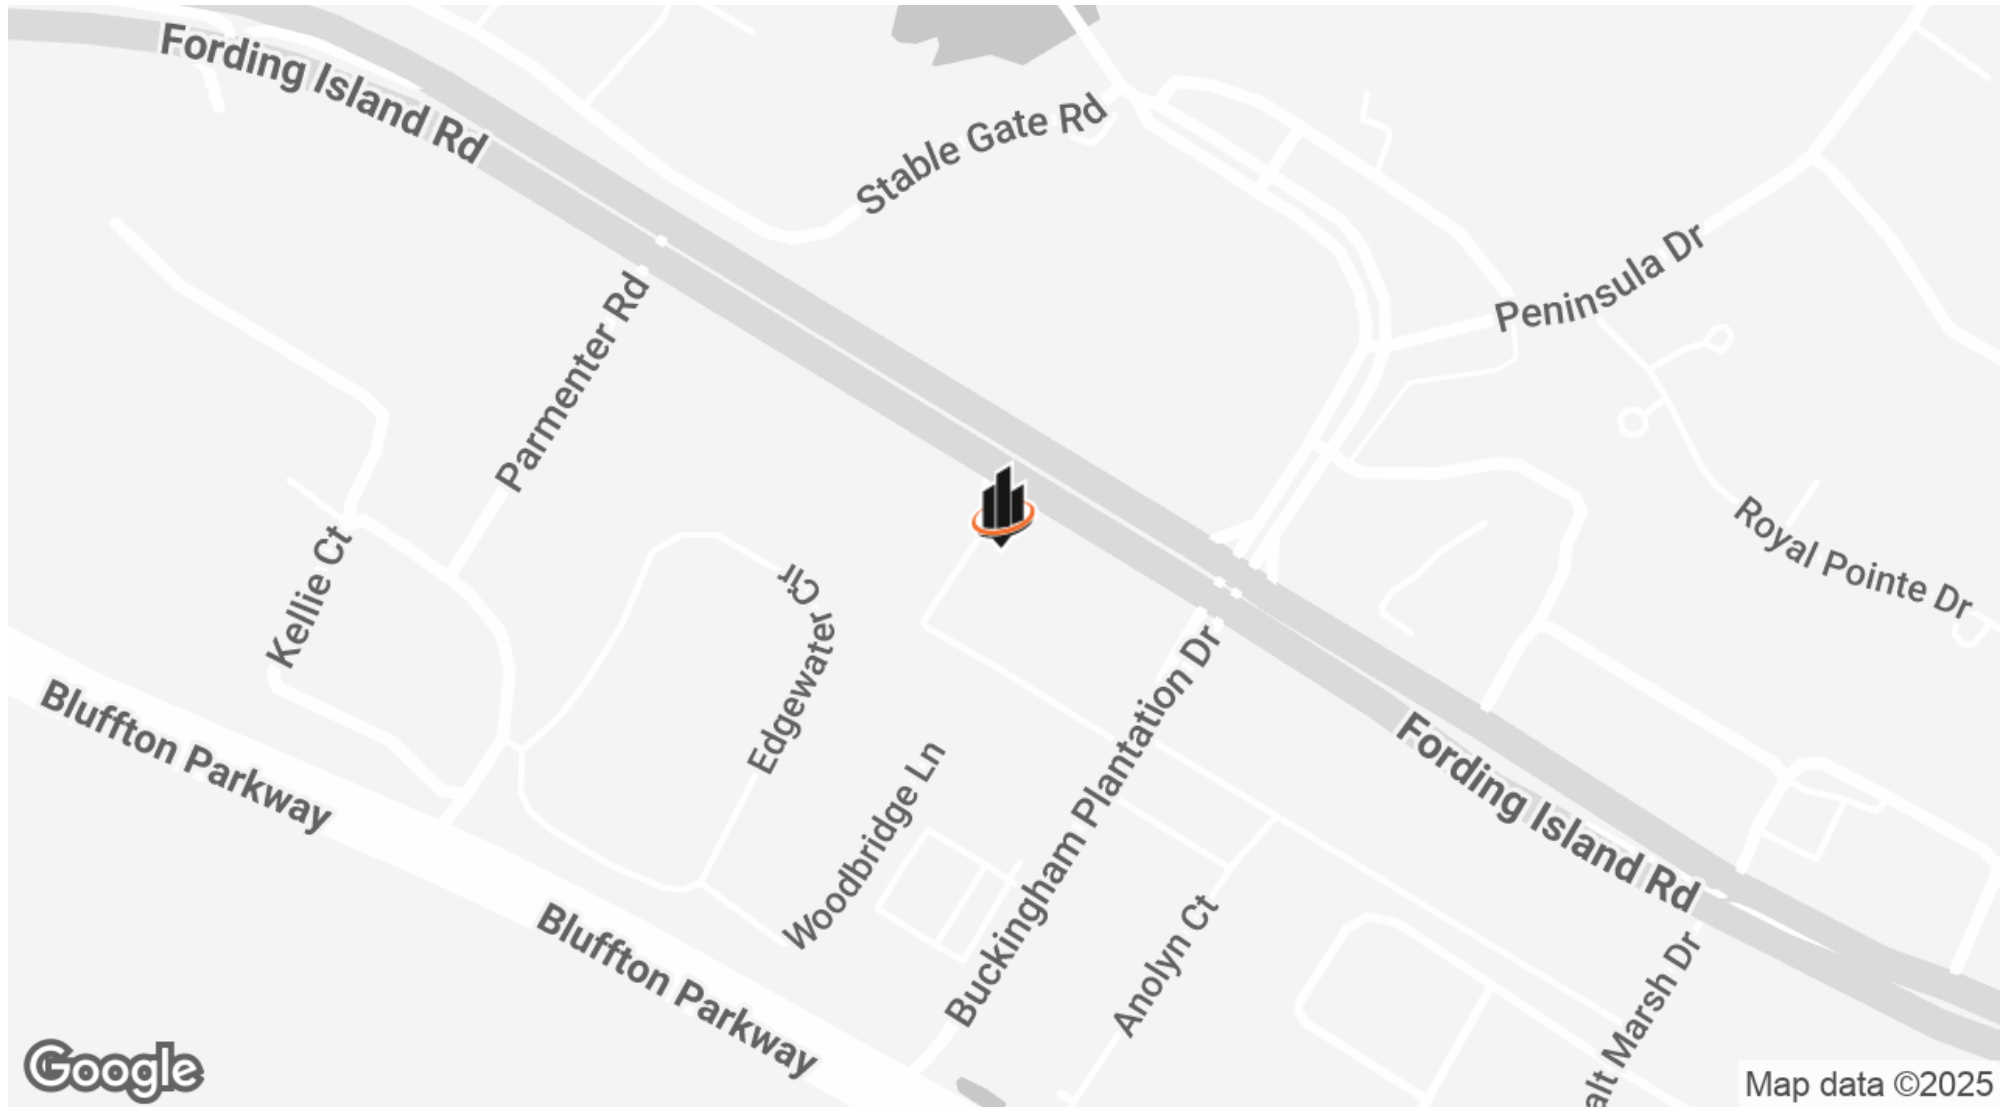 Fording Island Rd
Stable Gate Rd
Peninsula Dr
Parmenter Rd
Royal Pointe Dr
Kellie Ct
Edgewater Cir
Bluffton Parkway
Buckingham Plantation Dr
Woodbridge Ln
Fording Island Rd
Anolyn Ct
Bluffton Parkway
alt Marsh Dr
Google
Map data ©2025